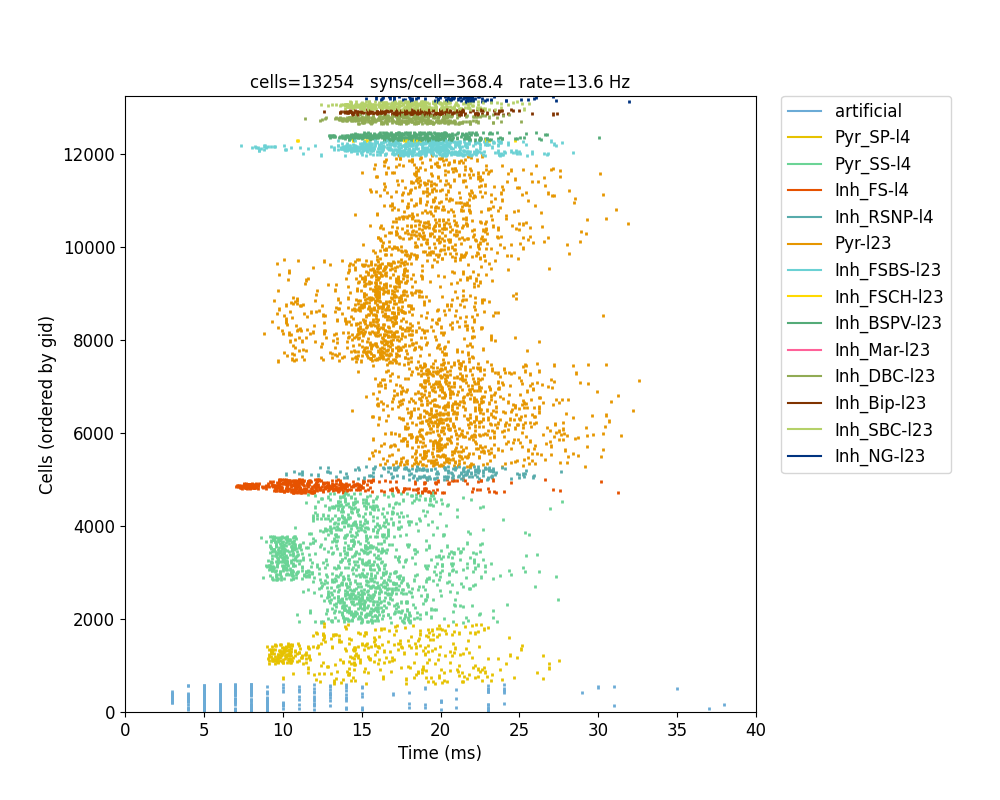 cells=13254   syns/cell=368.4   rate=13.6 Hz
12000
10000
8000
6000
4000
2000
0
Cells (ordered by gid)
0 5 10 15 20 25 30 35 40
Time (ms)
artificial
Pyr_SP-l4
Pyr_SS-l4
Inh_FS-l4
Inh_RSNP-l4
Pyr-l23
Inh_FSBS-l23
Inh_FSCH-l23
Inh_BSPV-l23
Inh_Mar-l23
Inh_DBC-l23
Inh_Bip-l23
Inh_SBC-l23
Inh_NG-l23